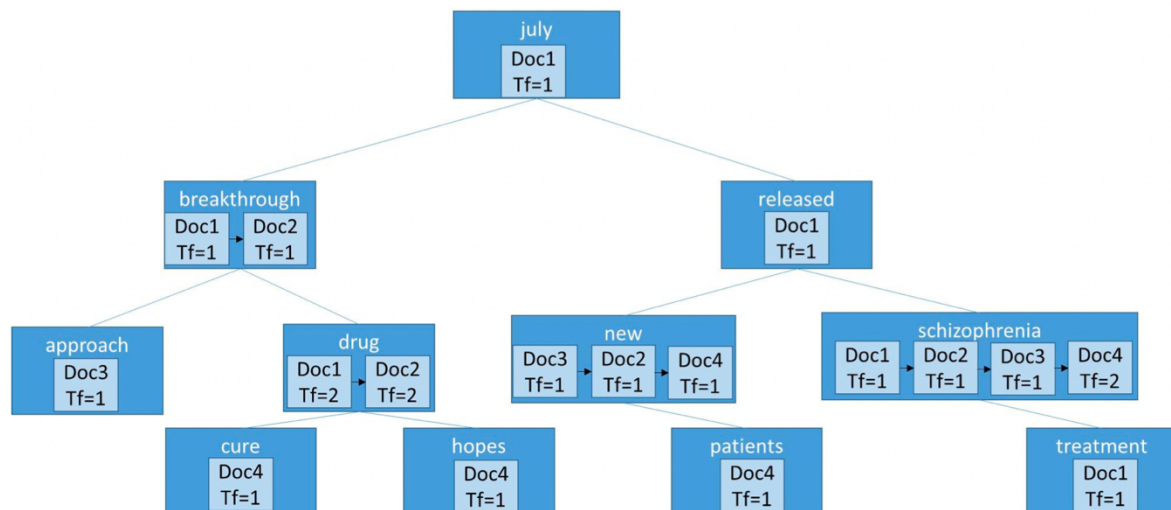 july
Doc1
Tf=1
breakthrough
Doc1
Tf=1
Doc2
Tf=1
released
Doc1
Tf=1
approach
Doc3
Tf=1
drug
Doc1
Tf=2
Doc2
Tf=2
new
Doc3
Tf=1
Doc2
Tf=1
Doc4
Tf=1
schizophrenia
Doc1
Tf=1
Doc2
Tf=1
Doc3
Tf=1
Doc4
Tf=2
cure
Doc4
Tf=1
hopes
Doc4
Tf=1
patients
Doc4
Tf=1
treatment
Doc1
Tf=1